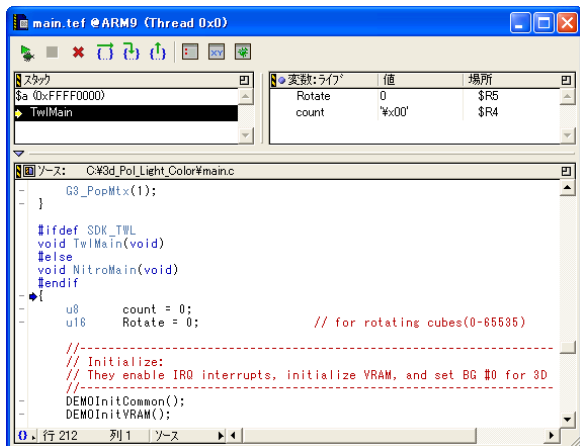 main.tef @ARM9 (Thread 0x0)
スタック
変数:ライブ 値 場所
$a (0xFFFF0000)
TwlMain
Rotate 0 $R5
count '¥x00' $R4
ソース: C:¥3d_Pol_Light_Color¥main.c
G3_PopMtx(1);
}
#ifdef SDK_TWL
void TwlMain(void)
#else
void NitroMain(void)
#endif
{
u8 count = 0;
u16 Rotate = 0; // for rotating cubes(0-65535)
//---------------------------------------------------------------
// Initialize:
// They enable IRQ interrupts, initialize VRAM, and set BG #0 for 3D
//---------------------------------------------------------------
DEMOInitCommon();
DEMOInitVRAM();
行 212 列 1 ソース